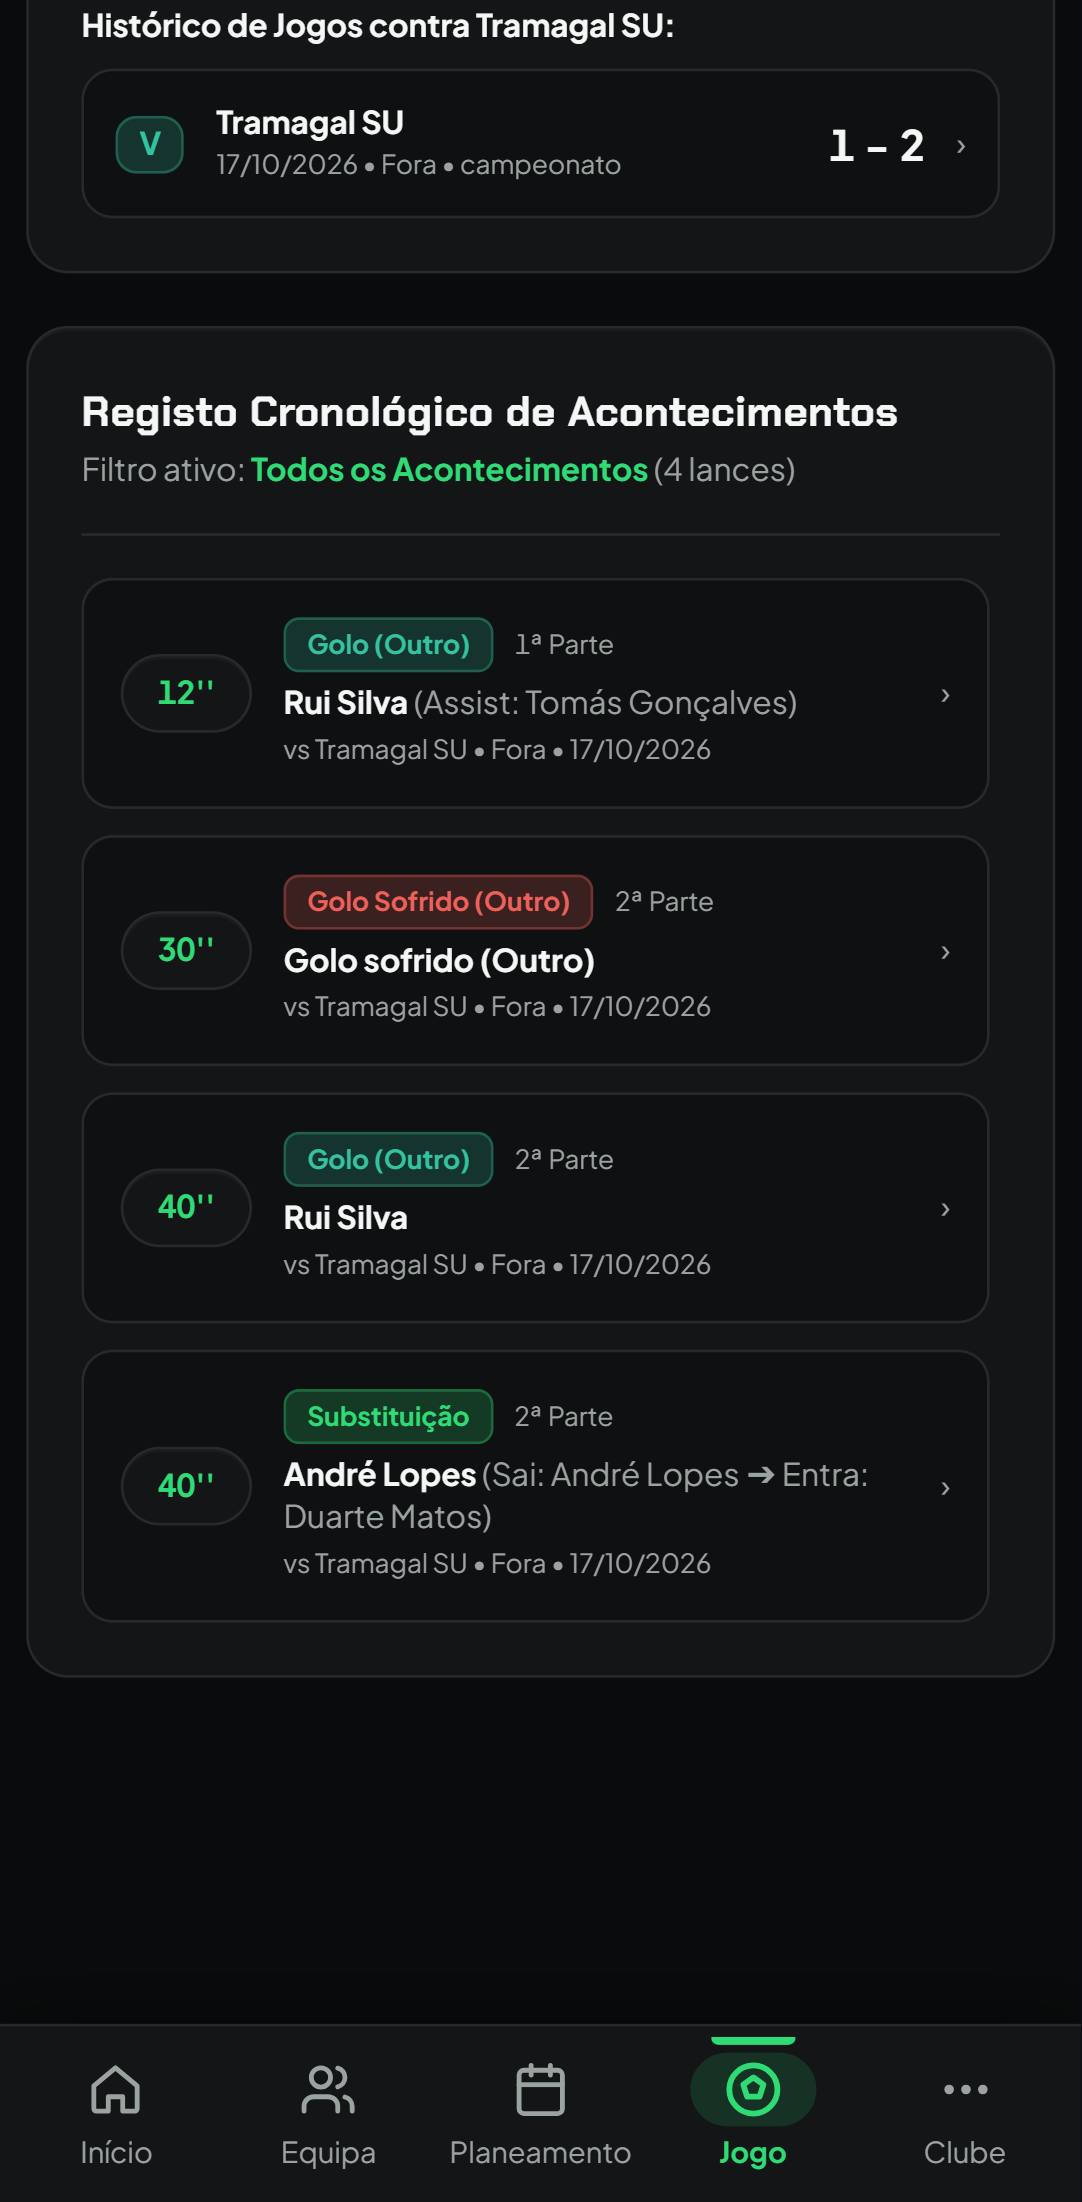 Histórico de Jogos contra Tramagal SU:
V
Tramagal SU
17/10/2026 • Fora • campeonato
1 – 2 ›
Registo Cronológico de Acontecimentos
Filtro ativo: Todos os Acontecimentos (4 lances)
12''
Golo (Outro) 1ª Parte
Rui Silva (Assist: Tomás Gonçalves)
vs Tramagal SU • Fora • 17/10/2026
›
30''
Golo Sofrido (Outro) 2ª Parte
Golo sofrido (Outro)
vs Tramagal SU • Fora • 17/10/2026
›
40''
Golo (Outro) 2ª Parte
Rui Silva
vs Tramagal SU • Fora • 17/10/2026
›
40''
Substituição 2ª Parte
André Lopes (Sai: André Lopes ➔ Entra:
Duarte Matos)
vs Tramagal SU • Fora • 17/10/2026
›
Início Equipa Planeamento Jogo Clube